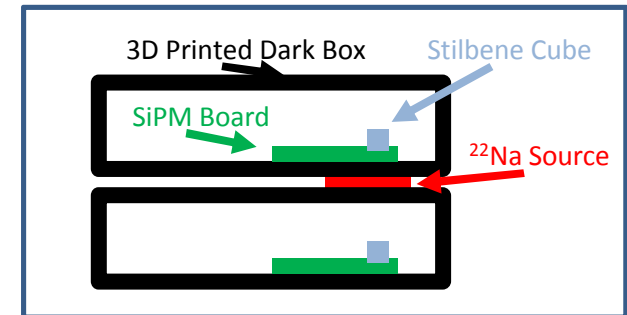 3D Printed Dark Box
Stilbene Cube
SiPM Board
²²Na Source